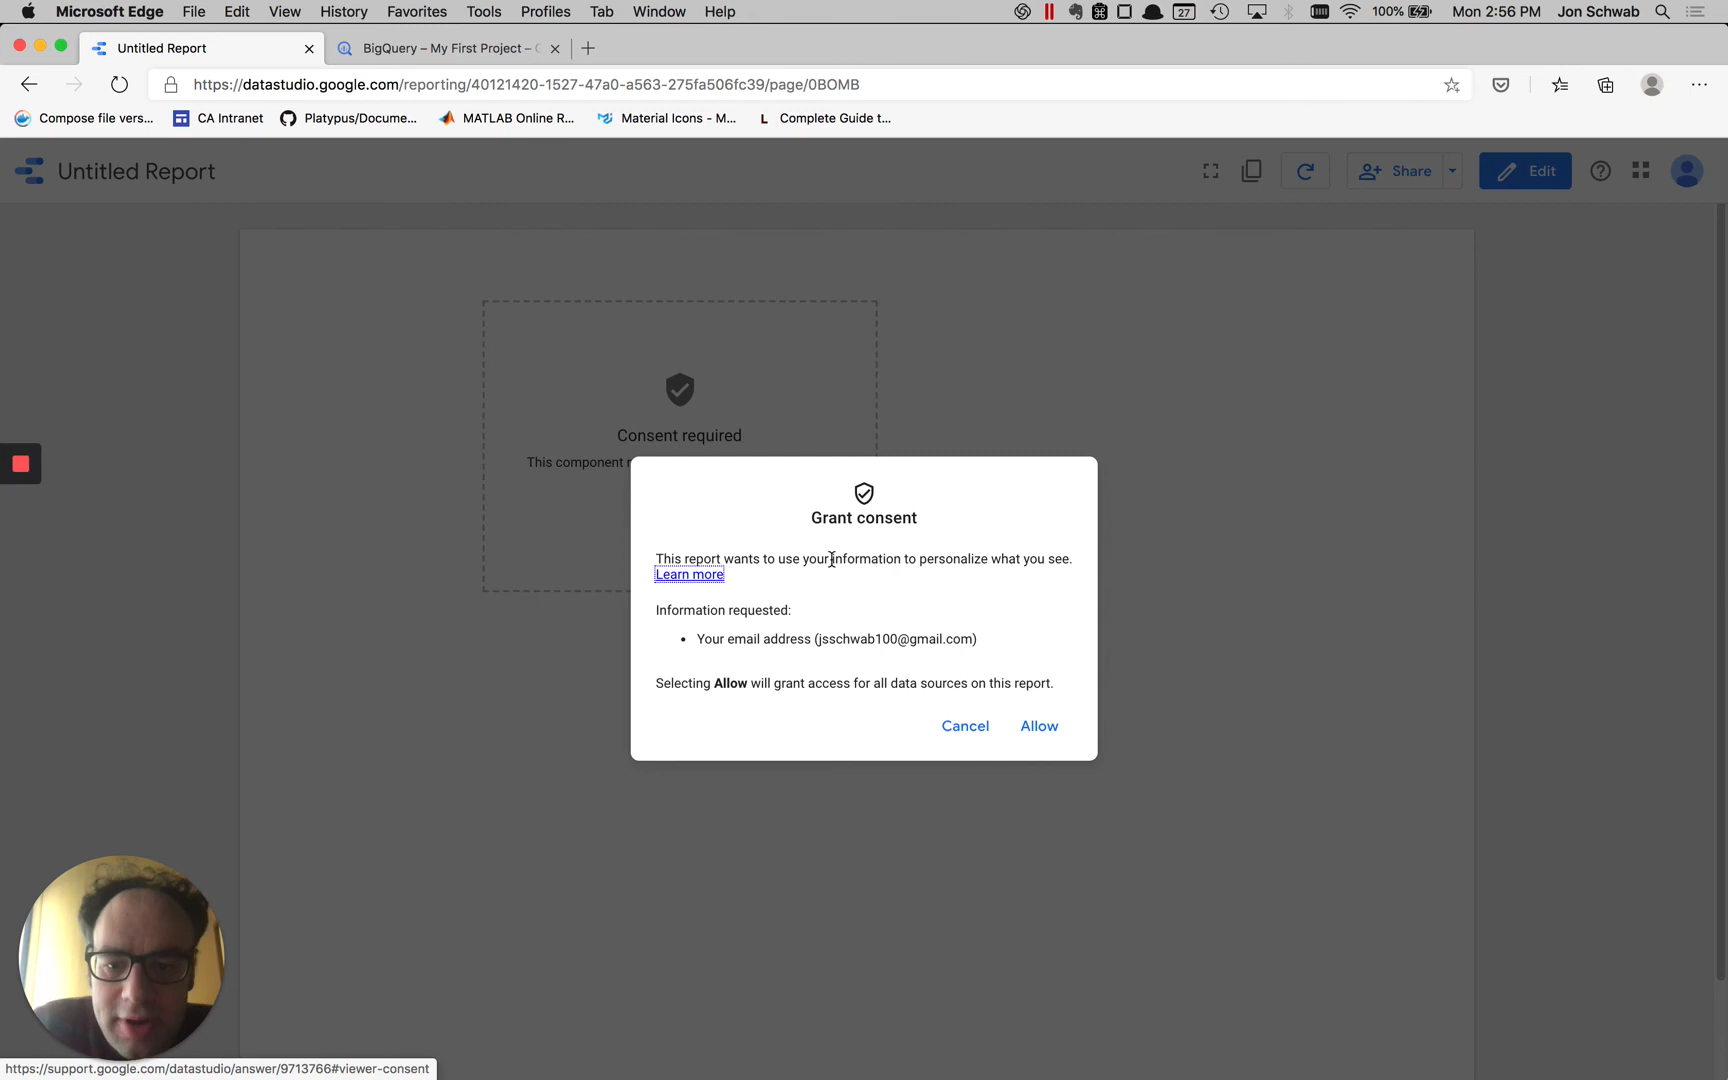 Microsoft Edge File Edit View History Favorites Tools Profiles Tab Window Help 27 100% Mon 2:56 PM Jon Schwab
Untitled Report
BigQuery – My First Project –
https://datastudio.google.com/reporting/40121420-1527-47a0-a563-275fa506fc39/page/0BOMB
Compose file vers... CA Intranet Platypus/Docume... MATLAB Online R... Material Icons - M... L Complete Guide t...
Untitled Report Share Edit
Consent required
This component
Grant consent
This report wants to use your information to personalize what you see.
Learn more
Information requested:
• Your email address (jsschwab100@gmail.com)
Selecting Allow will grant access for all data sources on this report.
Cancel Allow
https://support.google.com/datastudio/answer/9713766#viewer-consent